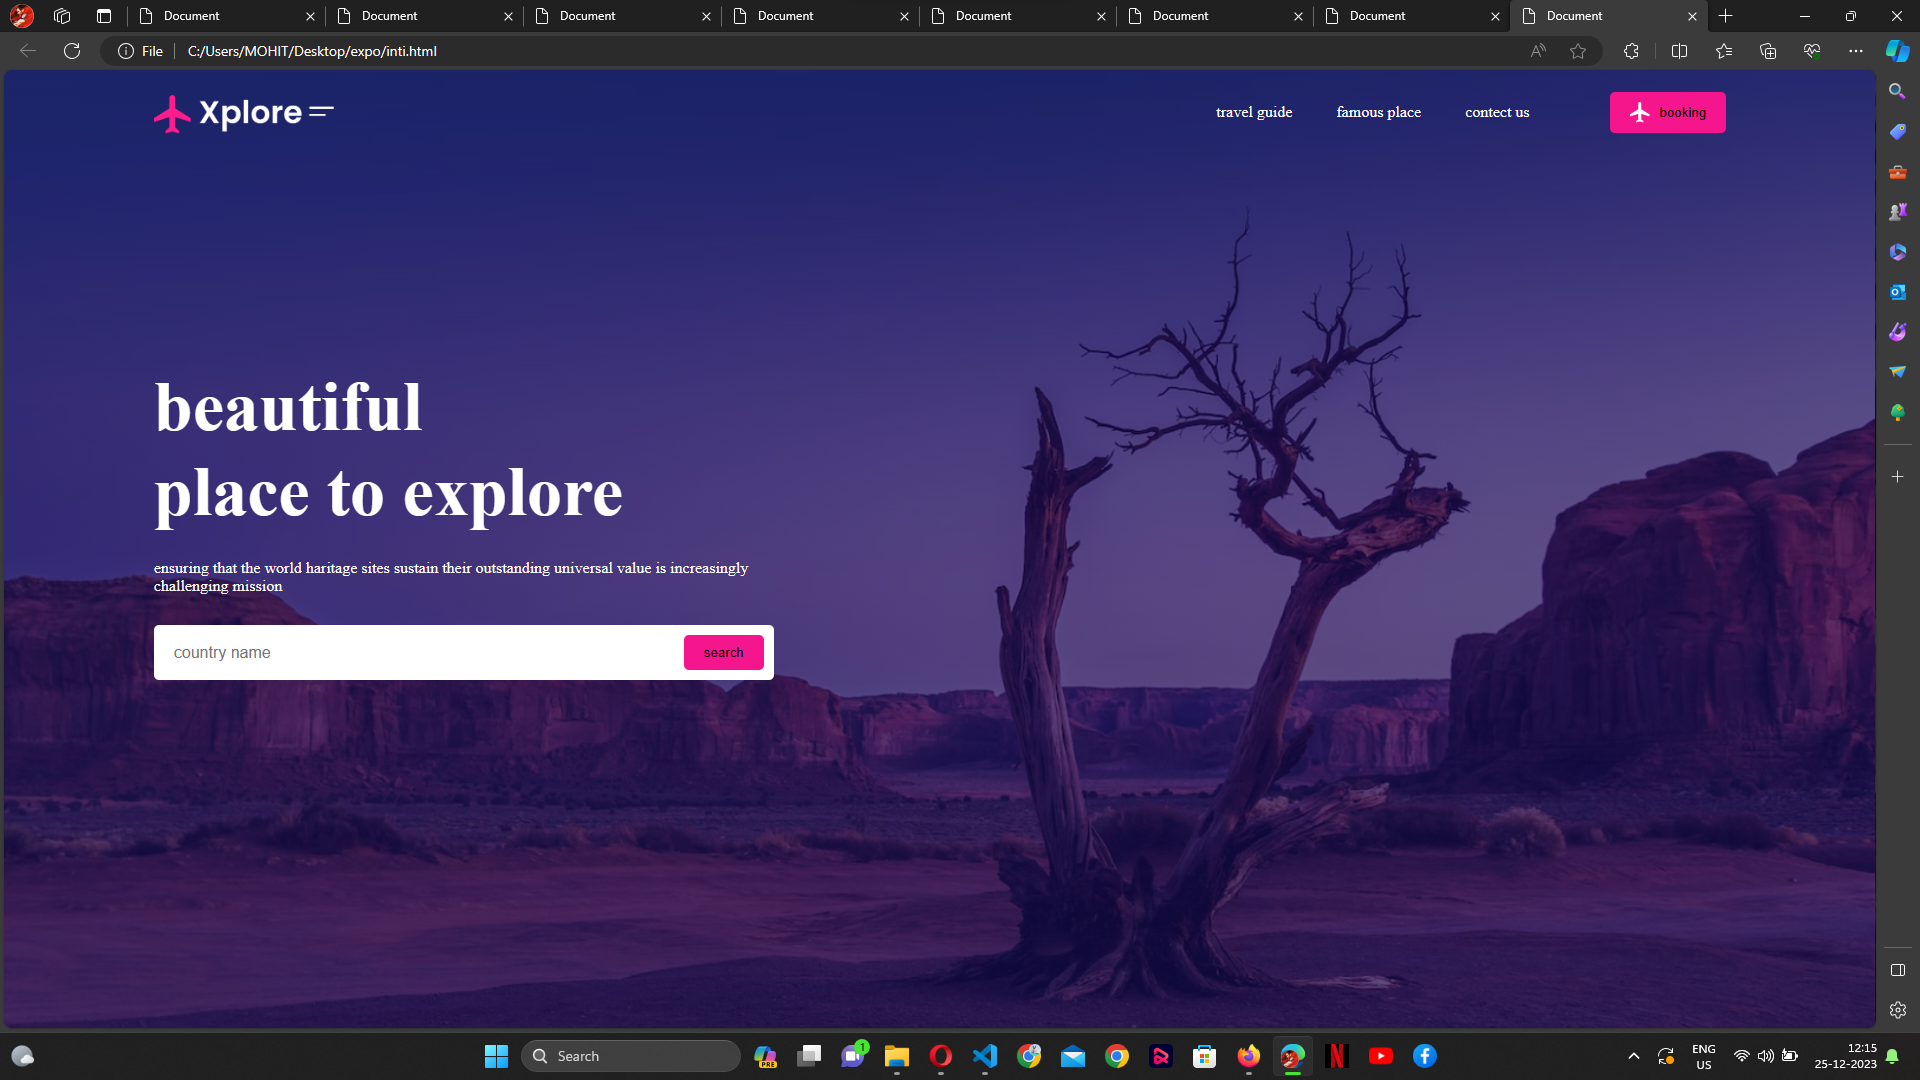 Document
Document
Document
Document
Document
Document
Document
Document
File
C:/Users/MOHIT/Desktop/expo/inti.html
Xplore
travel guide
famous place
contect us
booking
beautiful
place to explore
ensuring that the world haritage sites sustain their outstanding universal value is increasingly
challenging mission
country name
search
Search
PRE
1
ENG
US
12:15
25-12-2023